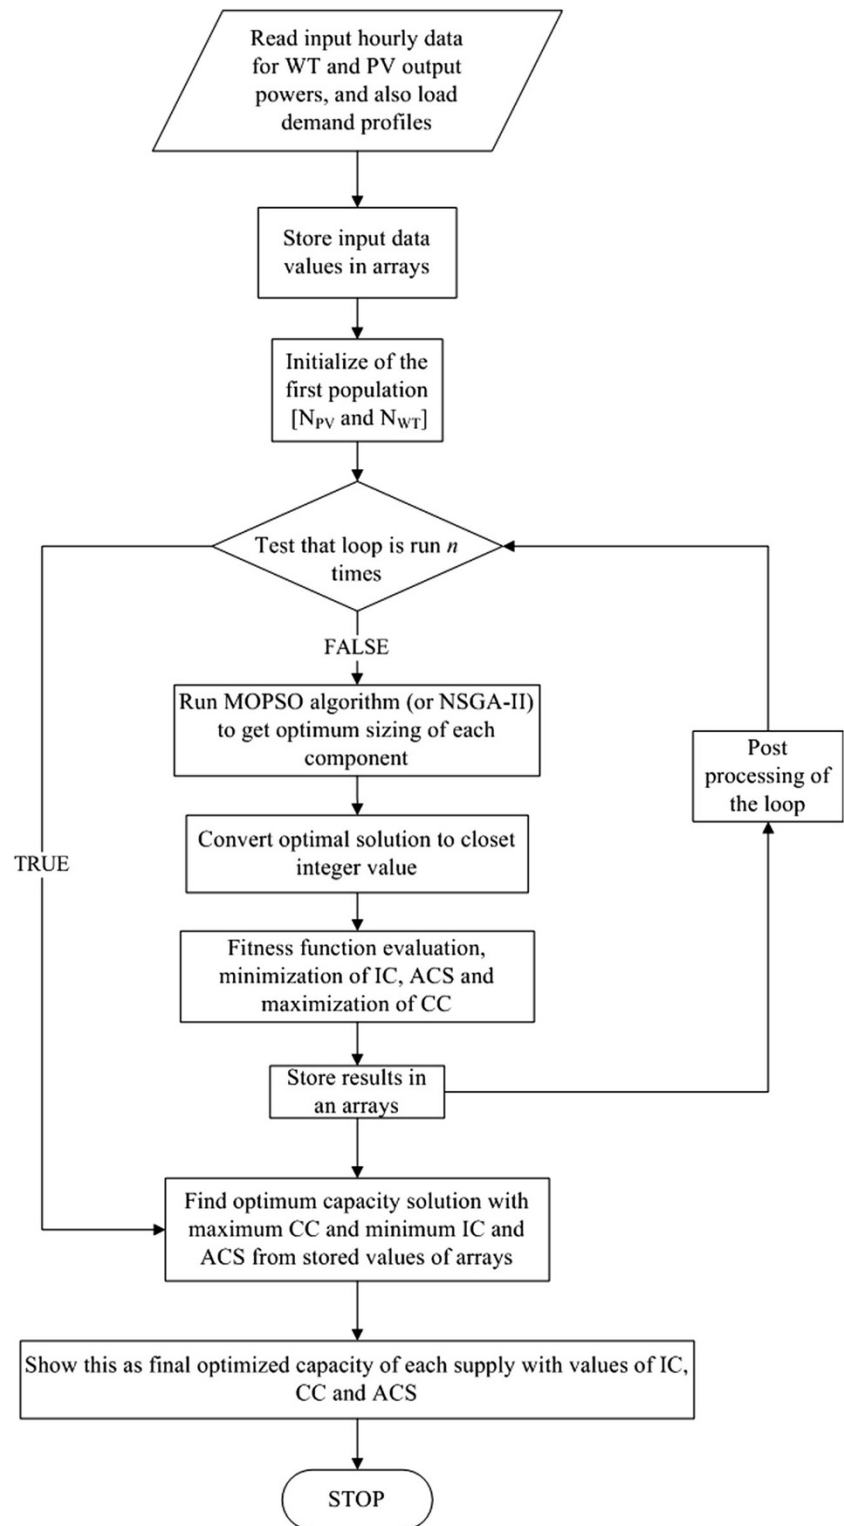 Read input hourly data
for WT and PV output
powers, and also load
demand profiles
Store input data
values in arrays
Initialize of the
first population
[NPV and NWT]
Test that loop is run n
times
FALSE
Run MOPSO algorithm (or NSGA-II)
to get optimum sizing of each
component
Post
processing of
the loop
Convert optimal solution to closet
integer value
TRUE
Fitness function evaluation,
minimization of IC, ACS and
maximization of CC
Store results in
an arrays
Find optimum capacity solution with
maximum CC and minimum IC and
ACS from stored values of arrays
Show this as final optimized capacity of each supply with values of IC,
CC and ACS
STOP